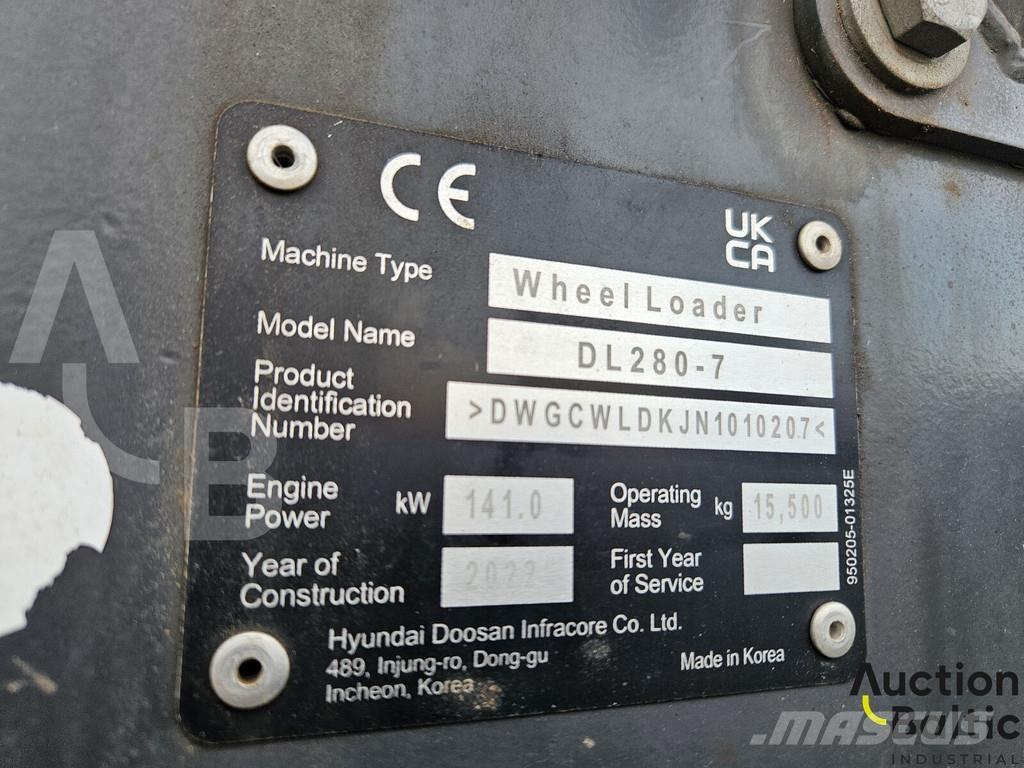 CE
UK
CA
Machine Type Wheel Loader
Model Name DL280-7
Product
Identification
Number >DWGCWLDKJN1010207<
Engine
Power kW 141.0
Operating
Mass kg 15,500
Year of
Construction 2022
First Year
of Service
950205-01325E
Hyundai Doosan Infracore Co. Ltd.
489, Injung-ro, Dong-gu
Incheon, Korea
Made in Korea
AB
Auction
Baltic
INDUSTRIAL
MASCUS